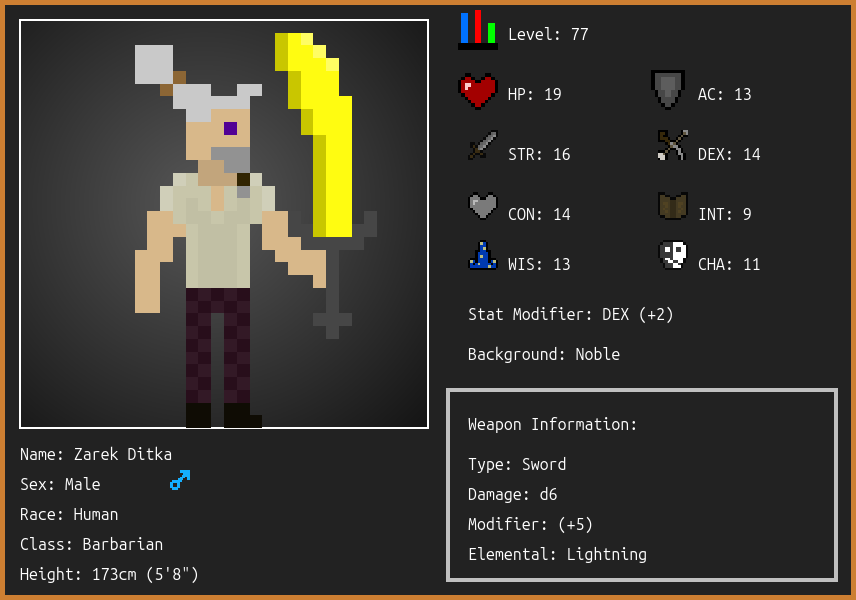 Level: 77
HP: 19
AC: 13
STR: 16
DEX: 14
CON: 14
INT: 9
WIS: 13
CHA: 11
Stat Modifier: DEX (+2)
Background: Noble
Weapon Information:
Type: Sword
Damage: d6
Modifier: (+5)
Elemental: Lightning
Name: Zarek Ditka
Sex: Male
Race: Human
Class: Barbarian
Height: 173cm (5'8")